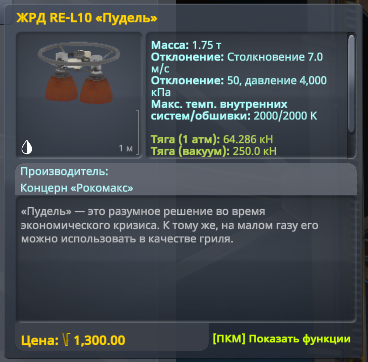 ЖРД RE-L10 «Пудель»
Масса: 1.75 т
Отклонение: Столкновение 7.0
м/с
Отклонение: 50, давление 4,000
кПа
Макс. темп. внутренних
систем/обшивки: 2000/2000 К
Тяга (1 атм): 64.286 кН
Тяга (вакуум): 250.0 кН
1 м
Производитель:
Концерн «Рокомакс»
«Пудель» — это разумное решение во время
экономического кризиса. К тому же, на малом газу его
можно использовать в качестве гриля.
Цена: 1,300.00
[ПКМ] Показать функции